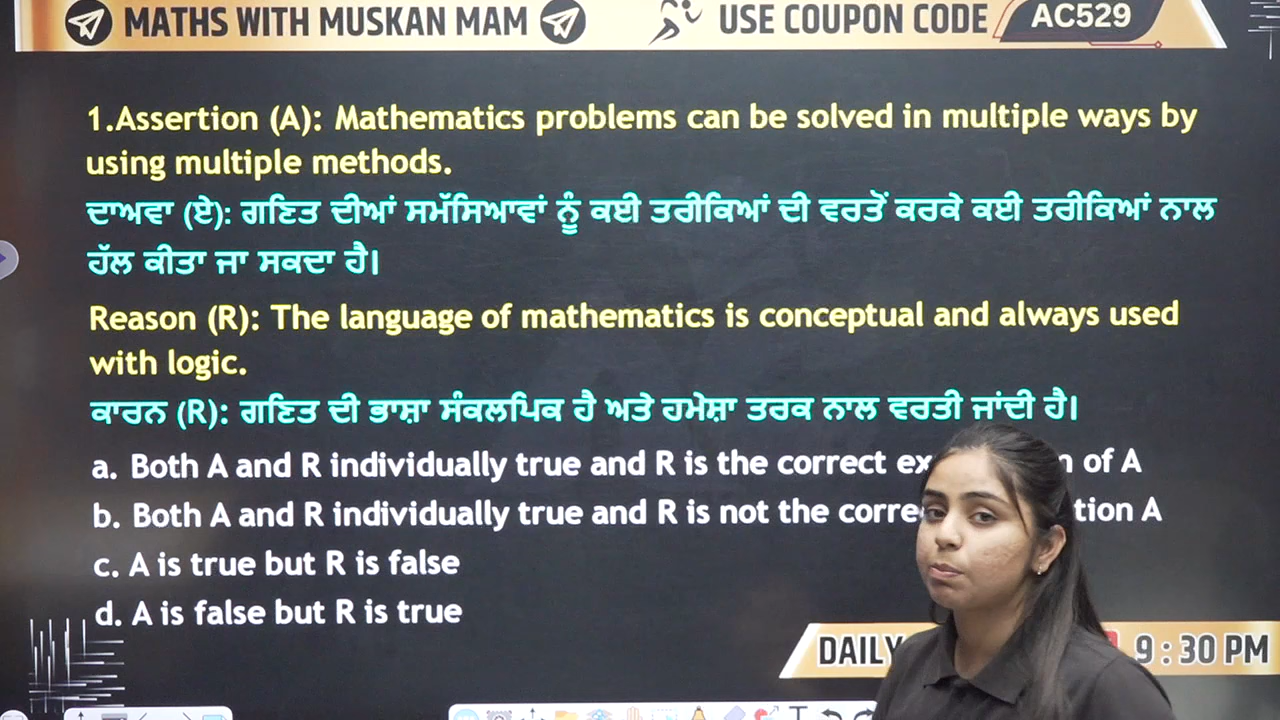 MATHS WITH MUSKAN MAM
USE COUPON CODE AC529
1.Assertion (A): Mathematics problems can be solved in multiple ways by
using multiple methods.
ਦਾਅਵਾ (ਏ): ਗਣਿਤ ਦੀਆਂ ਸਮੱਸਿਆਵਾਂ ਨੂੰ ਕਈ ਤਰੀਕਿਆਂ ਦੀ ਵਰਤੋਂ ਕਰਕੇ ਕਈ ਤਰੀਕਿਆਂ ਨਾਲ
ਹੱਲ ਕੀਤਾ ਜਾ ਸਕਦਾ ਹੈ।
Reason (R): The language of mathematics is conceptual and always used
with logic.
ਕਾਰਨ (R): ਗਣਿਤ ਦੀ ਭਾਸ਼ਾ ਸੰਕਲਪਿਕ ਹੈ ਅਤੇ ਹਮੇਸ਼ਾ ਤਰਕ ਨਾਲ ਵਰਤੀ ਜਾਂਦੀ ਹੈ।
a. Both A and R individually true and R is the correct of A
b. Both A and R individually true and R is not the A
c. A is true but R is false
d. A is false but R is true
DAILY 9 : 30 PM